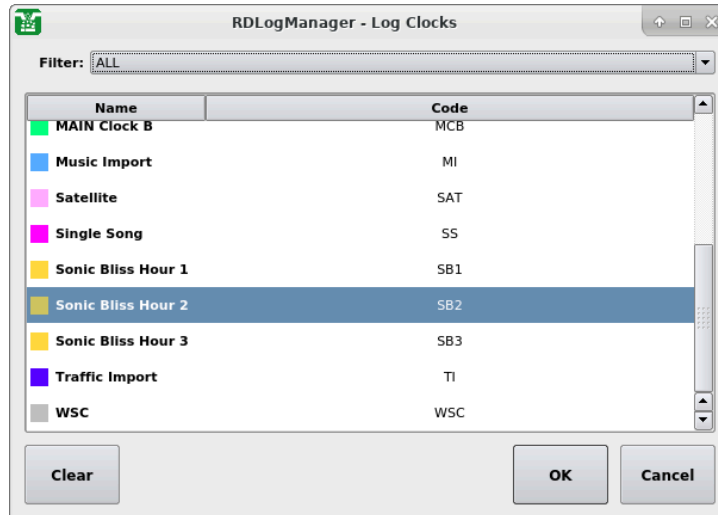 RDLogManager - Log Clocks
Filter: ALL
Name Code
MAIN Clock B MCB
Music Import MI
Satellite SAT
Single Song SS
Sonic Bliss Hour 1 SB1
Sonic Bliss Hour 2 SB2
Sonic Bliss Hour 3 SB3
Traffic Import TI
WSC WSC
Clear OK Cancel